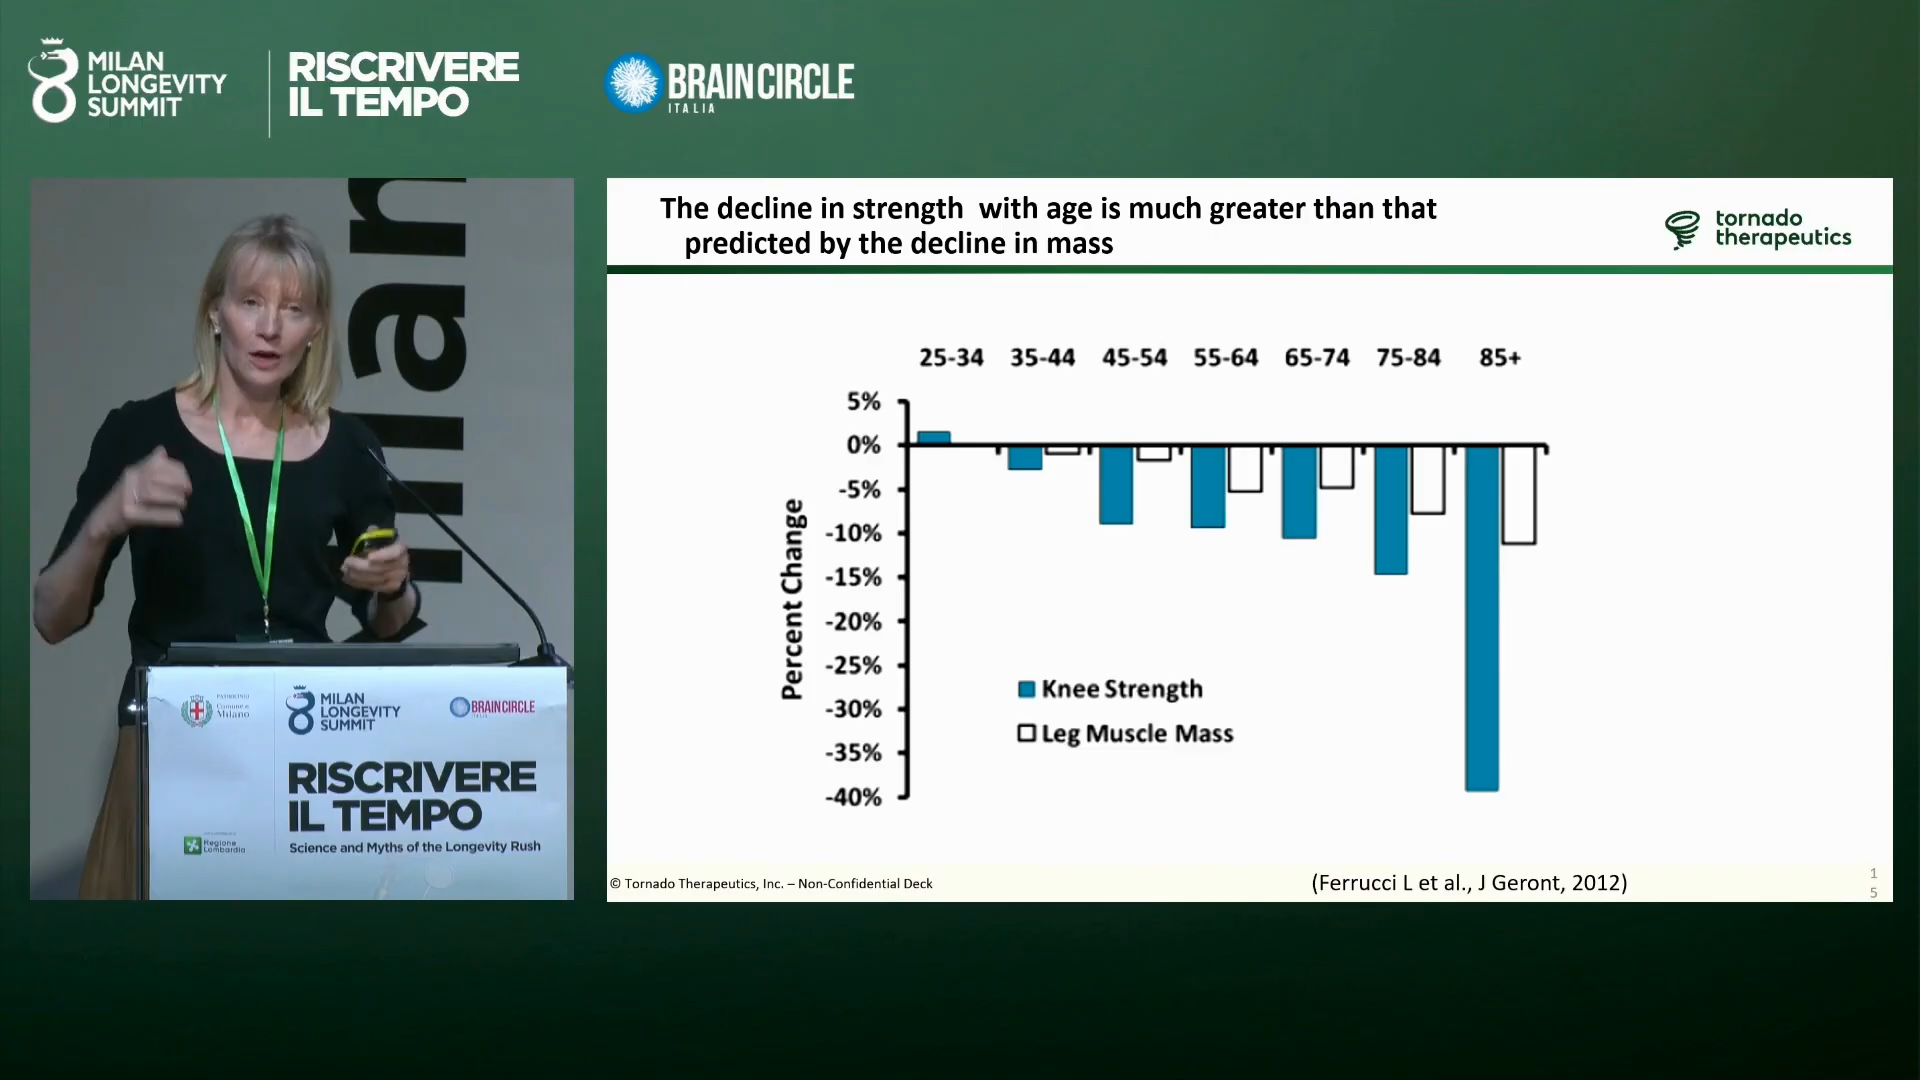 MILAN
LONGEVITY
SUMMIT
RISCRIVERE
IL TEMPO
BRAINCIRCLE
ITALIA
milan
The decline in strength with age is much greater than that
predicted by the decline in mass
tornado
therapeutics
25-34 35-44 45-54 55-64 65-74 75-84 85+
5%
0%
-5%
-10%
-15%
-20%
-25%
-30%
-35%
-40%
Percent Change
Knee Strength
Leg Muscle Mass
© Tornado Therapeutics, Inc. – Non-Confidential Deck
(Ferrucci L et al., J Geront, 2012)
1
5
PATROCINIO
Comune di
Milano
MILAN
LONGEVITY
SUMMIT
BRAINCIRCLE
ITALIA
RISCRIVERE
IL TEMPO
Science and Myths of the Longevity Rush
Regione
Lombardia